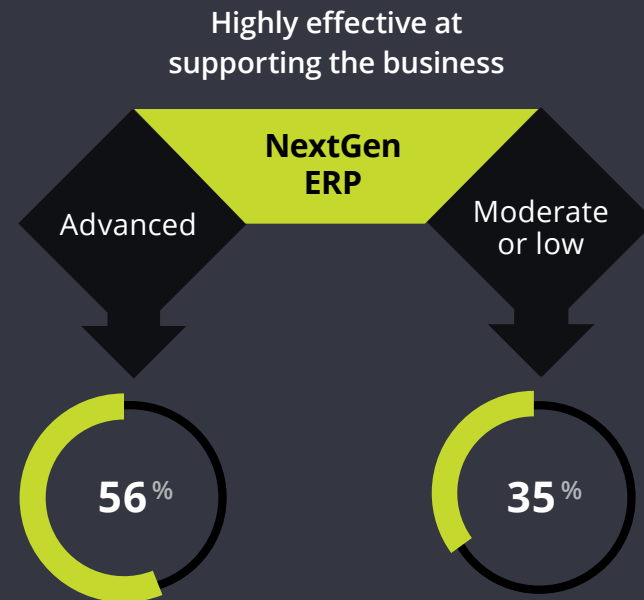 Highly effective at
supporting the business
NextGen
ERP
Advanced
Moderate
or low
56%
35%